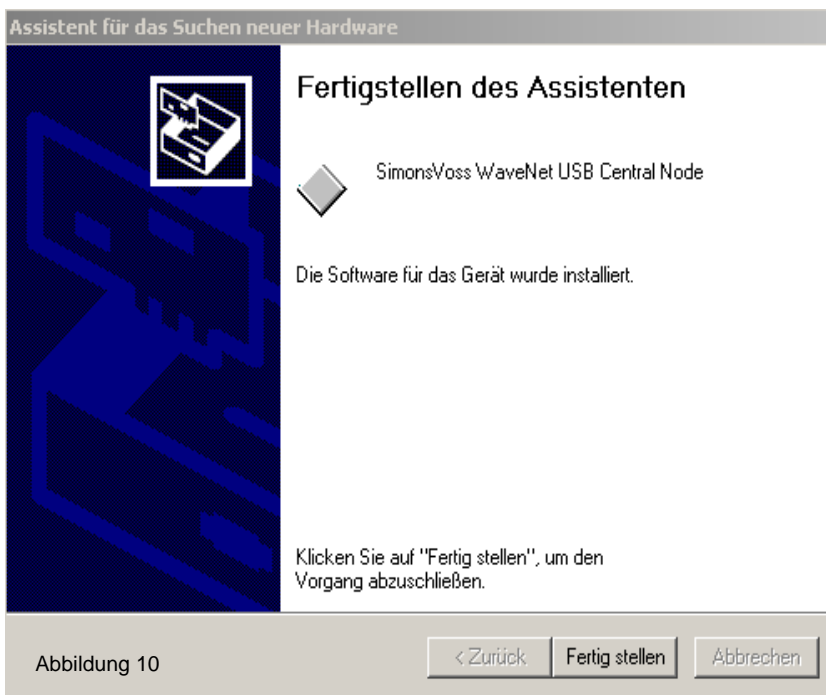 Assistent für das Suchen neuer Hardware
Fertigstellen des Assistenten
SimonsVoss WaveNet USB Central Node
Die Software für das Gerät wurde installiert.
Klicken Sie auf "Fertig stellen", um den
Vorgang abzuschließen.
Abbildung 10
< Zurück
Fertig stellen
Abbrechen